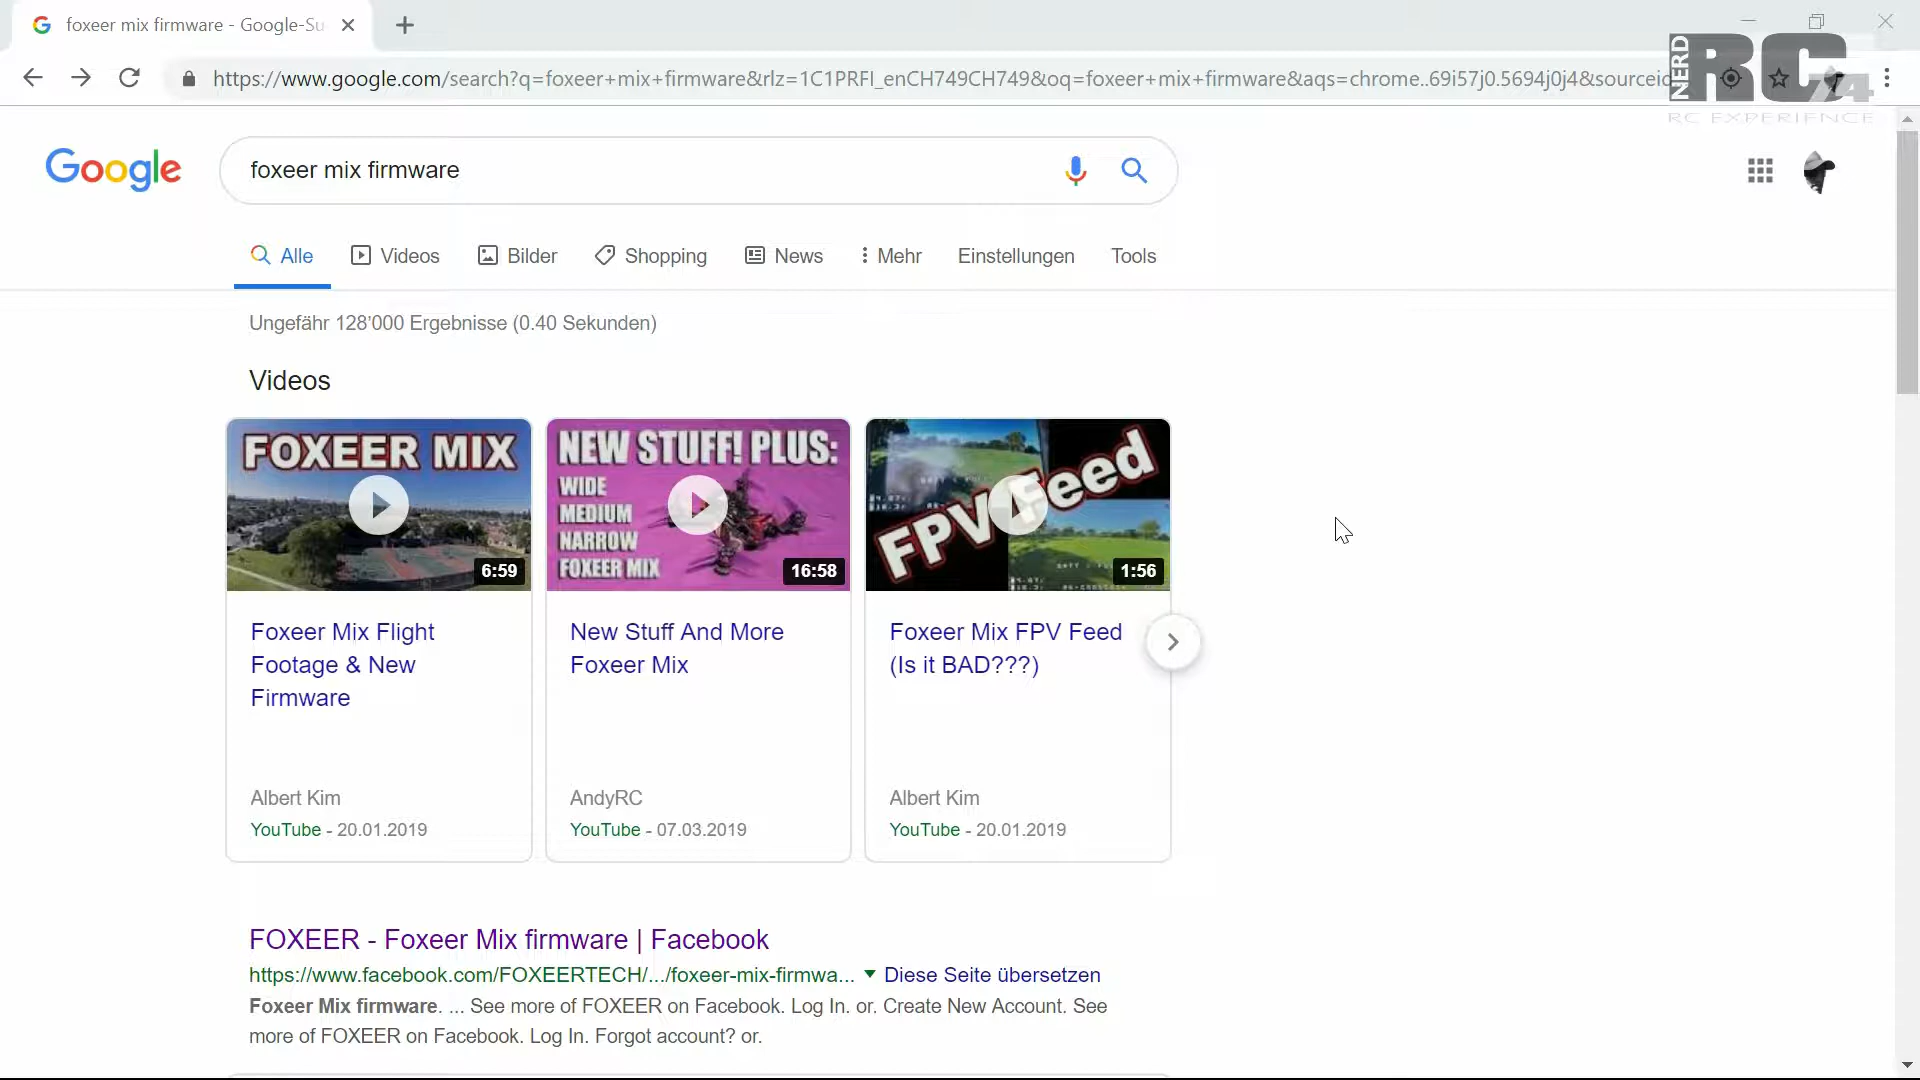 foxeer mix firmware - Google-Su
https://www.google.com/search?q=foxeer+mix+firmware&rlz=1C1PRFI_enCH749CH749&oq=foxeer+mix+firmware&aqs=chrome..69i57j0.5694j0j4&sourceid
NERD RC 74
RC EXPERIENCE
Google
foxeer mix firmware
Alle Videos Bilder Shopping News Mehr Einstellungen Tools
Ungefähr 128’000 Ergebnisse (0.40 Sekunden)
Videos
FOXEER MIX
6:59
NEW STUFF! PLUS:
WIDE
MEDIUM
NARROW
FOXEER MIX
16:58
FPV Feed
1:56
Foxeer Mix Flight
Footage & New
Firmware
Albert Kim
YouTube - 20.01.2019
New Stuff And More
Foxeer Mix
AndyRC
YouTube - 07.03.2019
Foxeer Mix FPV Feed
(Is it BAD???)
Albert Kim
YouTube - 20.01.2019
FOXEER - Foxeer Mix firmware | Facebook
https://www.facebook.com/FOXEERTECH/.../foxeer-mix-firmwa... Diese Seite übersetzen
Foxeer Mix firmware. ... See more of FOXEER on Facebook. Log In. or. Create New Account. See
more of FOXEER on Facebook. Log In. Forgot account? or.